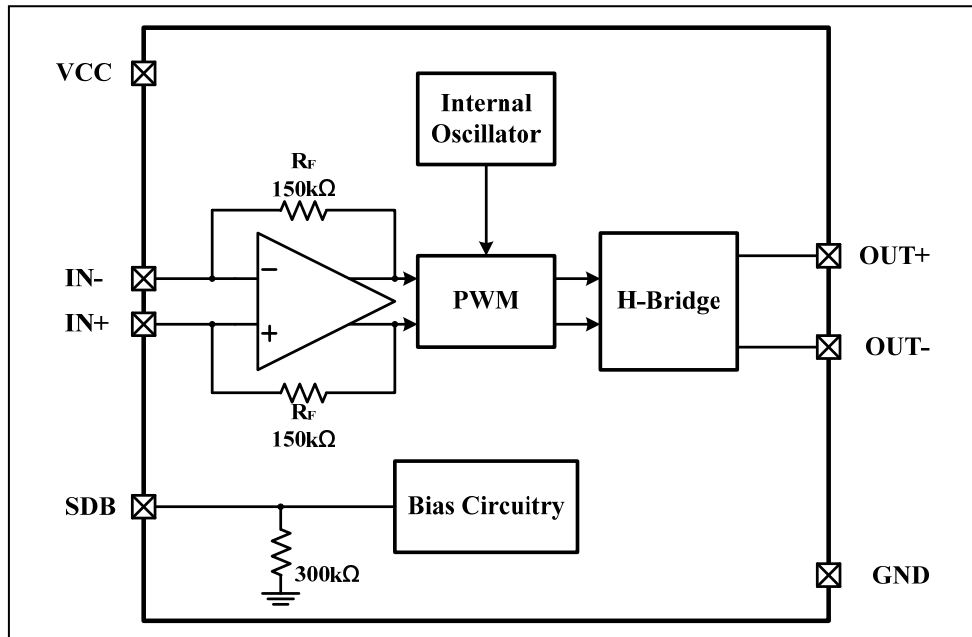 VCC
Internal
Oscillator
RF
150kΩ
IN-
IN+
−
+
PWM
H-Bridge
OUT+
OUT-
RF
150kΩ
SDB
Bias Circuitry
300kΩ
GND